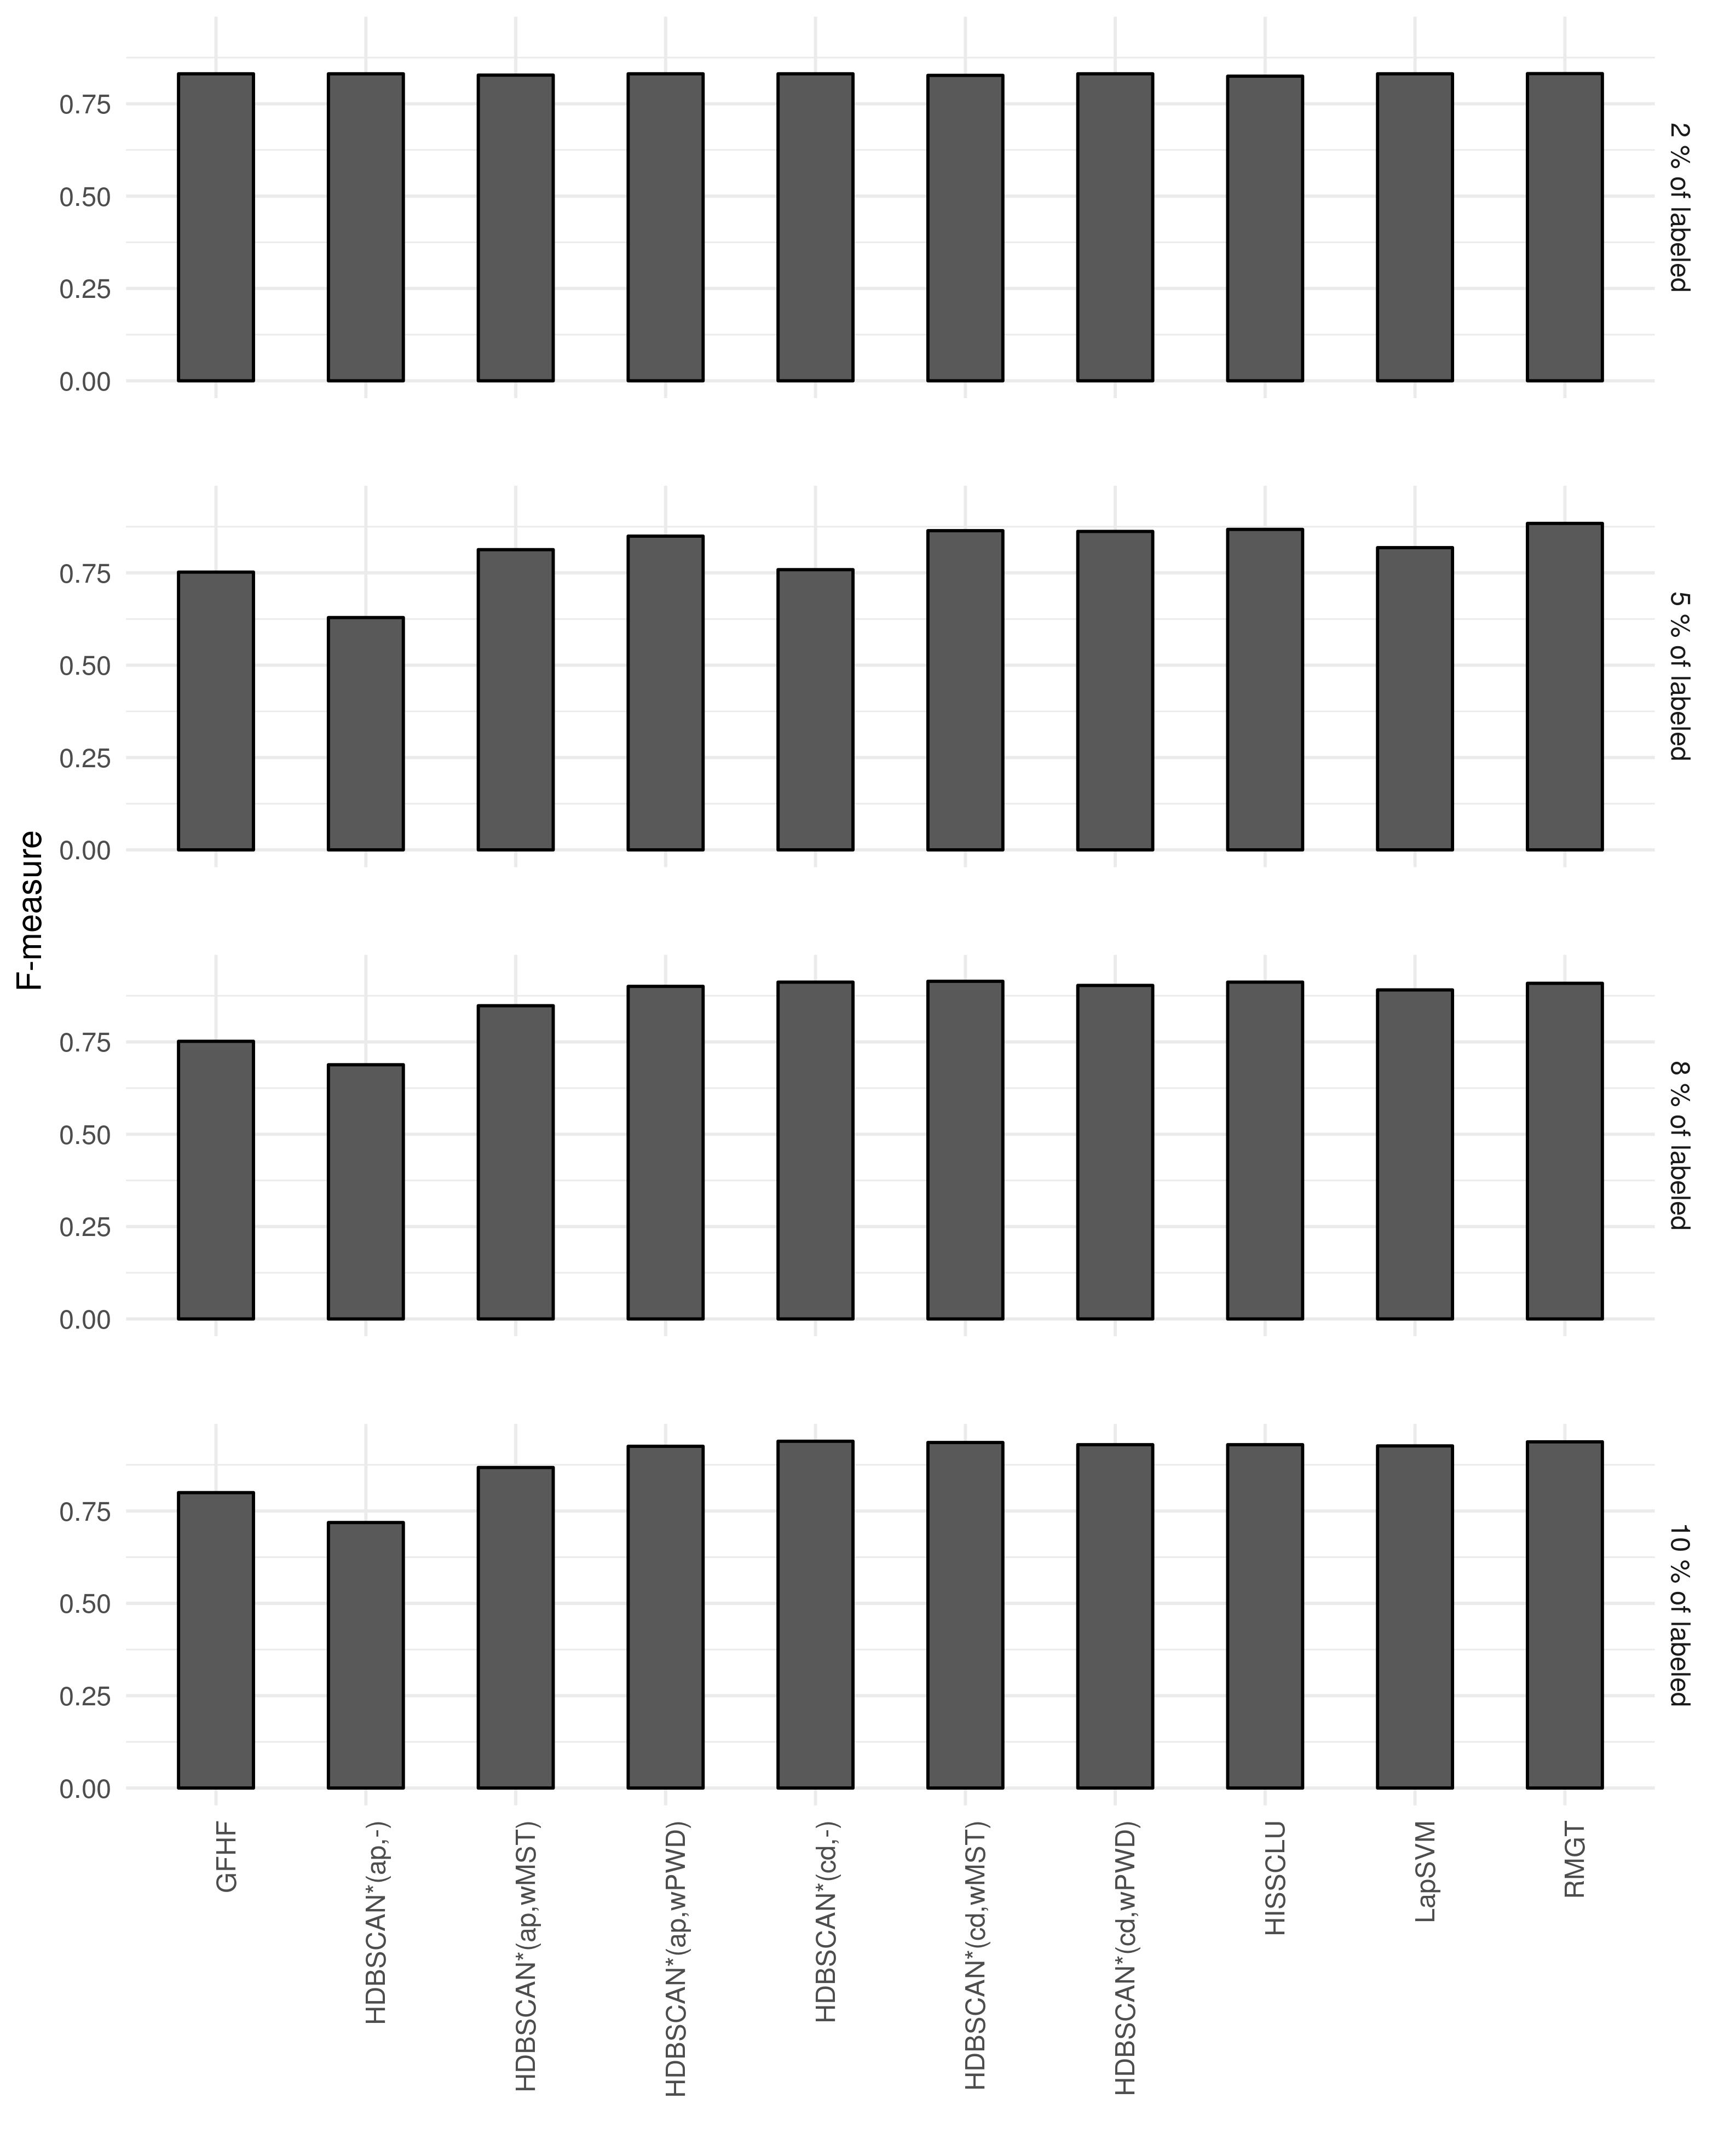 F-measure
0.75
0.50
0.25
0.00
2 % of labeled
0.75
0.50
0.25
0.00
5 % of labeled
0.75
0.50
0.25
0.00
8 % of labeled
0.75
0.50
0.25
0.00
10 % of labeled
GFHF
HDBSCAN*(ap,-)
HDBSCAN*(ap,wMST)
HDBSCAN*(ap,wPWD)
HDBSCAN*(cd,-)
HDBSCAN*(cd,wMST)
HDBSCAN*(cd,wPWD)
HISSCLU
LapSVM
RMGT